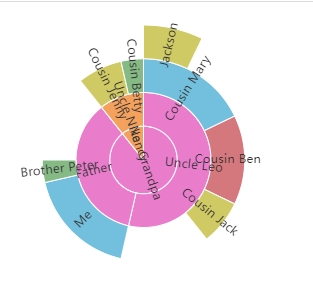 Jackson
Cousin Mary
Cousin Betty
Cousin Jenny
Uncle Nike
Nancy
Grandpa
Uncle Leo
Cousin Ben
Cousin Jack
Father
Brother Peter
Me